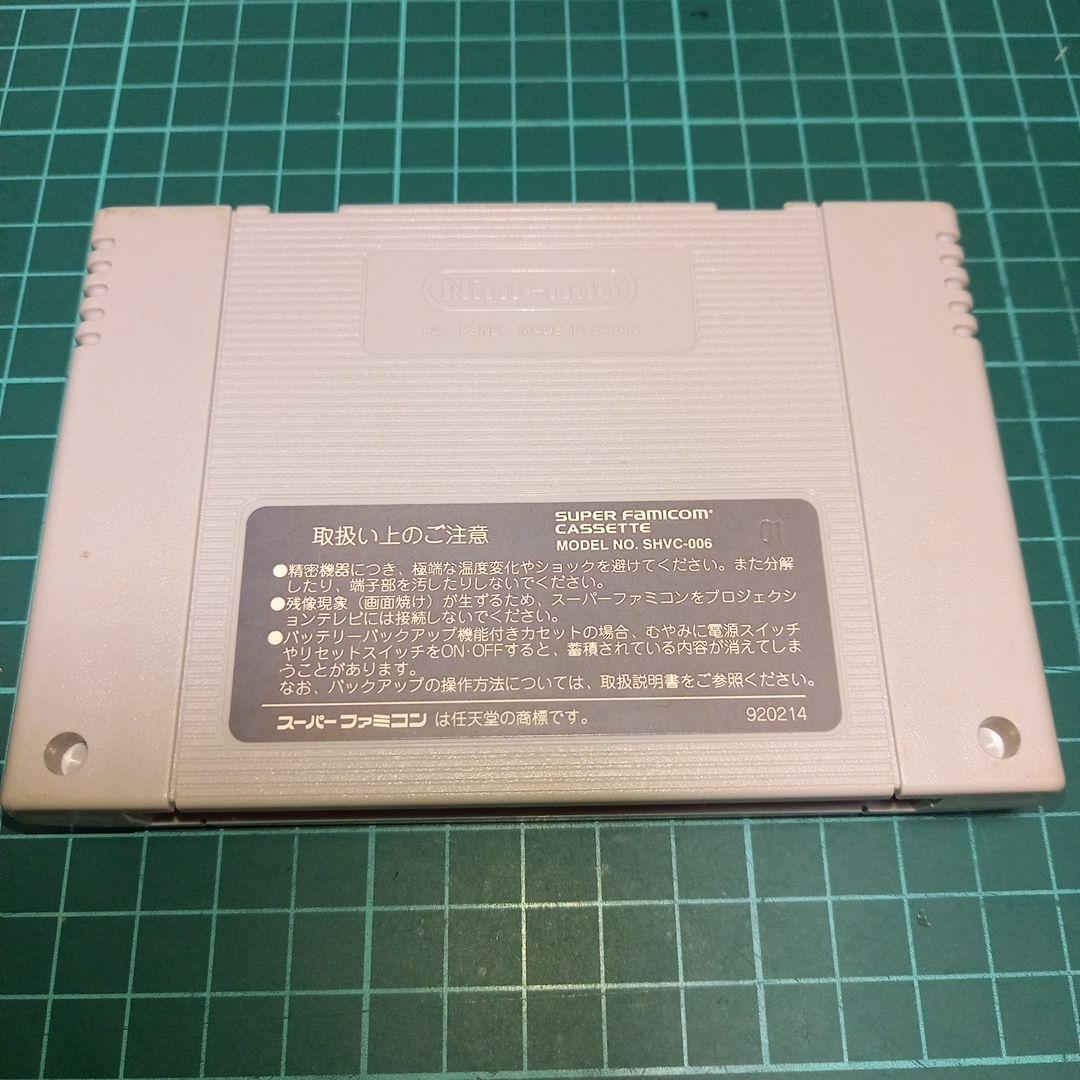 Nintendo®
PAT. PEND. MADE IN JAPAN
取扱い上のご注意
SUPER FAMICOM®
CASSETTE
MODEL NO. SHVC-006
01
●精密機器につき、極端な温度変化やショックを避けてください。また分解
したり、端子部を汚したりしないでください。
●残像現象(画面焼け)が生ずるため、スーパーファミコンをプロジェクシ
ョンテレビには接続しないでください。
●バッテリーバックアップ機能付きカセットの場合、むやみに電源スイッチ
やリセットスイッチをON·OFFすると、蓄積されている内容が消えてしま
うことがあります。
なお、バックアップの操作方法については、取扱説明書をご参照ください。
スーパーファミコンは任天堂の商標です。
920214